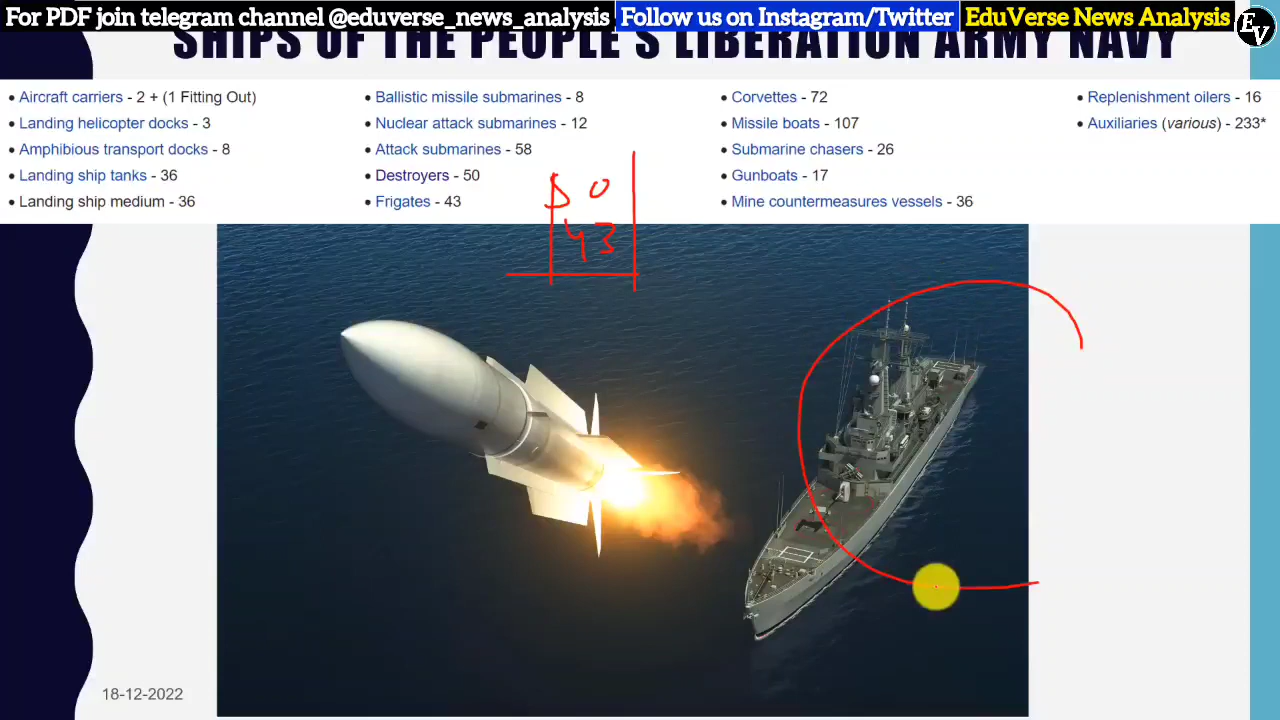 For PDF join telegram channel @eduverse_news_analysis Follow us on Instagram/Twitter EduVerse News Analysis EV
SHIPS OF THE PEOPLE'S LIBERATION ARMY NAVY
• Aircraft carriers - 2 + (1 Fitting Out)
• Landing helicopter docks - 3
• Amphibious transport docks - 8
• Landing ship tanks - 36
• Landing ship medium - 36
• Ballistic missile submarines - 8
• Nuclear attack submarines - 12
• Attack submarines - 58
• Destroyers - 50
• Frigates - 43
• Corvettes - 72
• Missile boats - 107
• Submarine chasers - 26
• Gunboats - 17
• Mine countermeasures vessels - 36
• Replenishment oilers - 16
• Auxiliaries (various) - 233*
50
43
18-12-2022